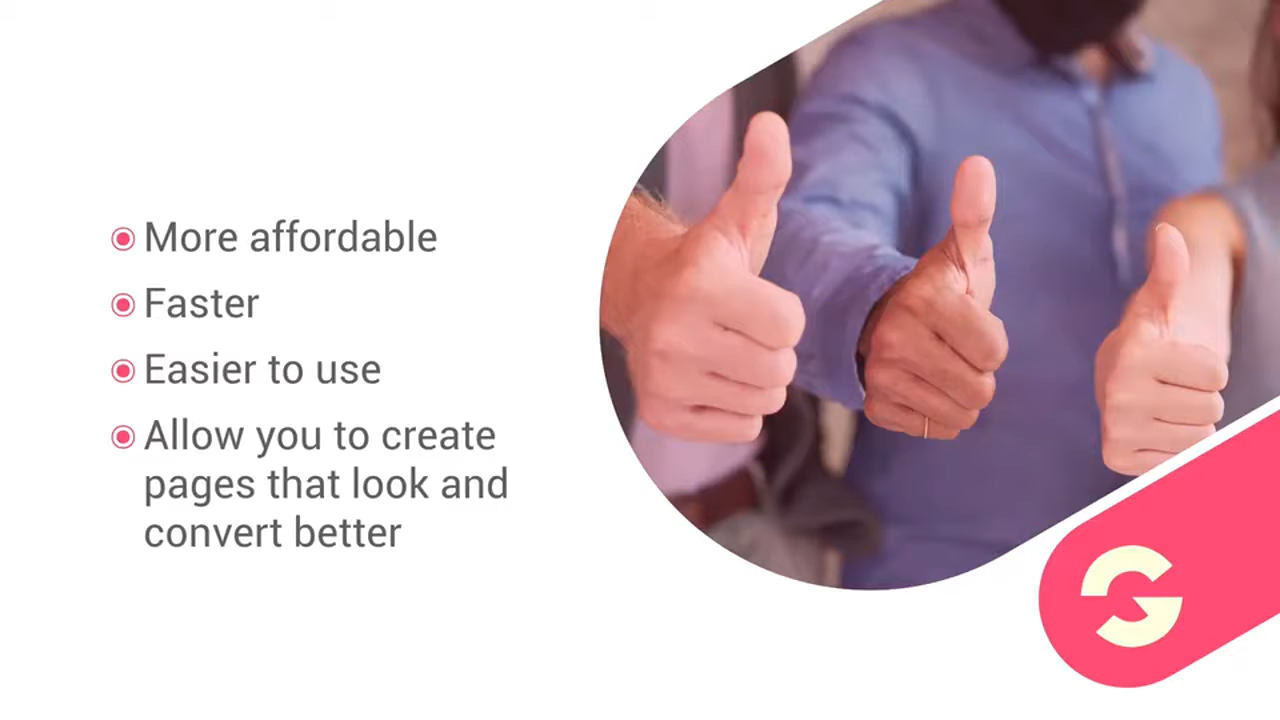 More affordable
Faster
Easier to use
Allow you to create
pages that look and
convert better